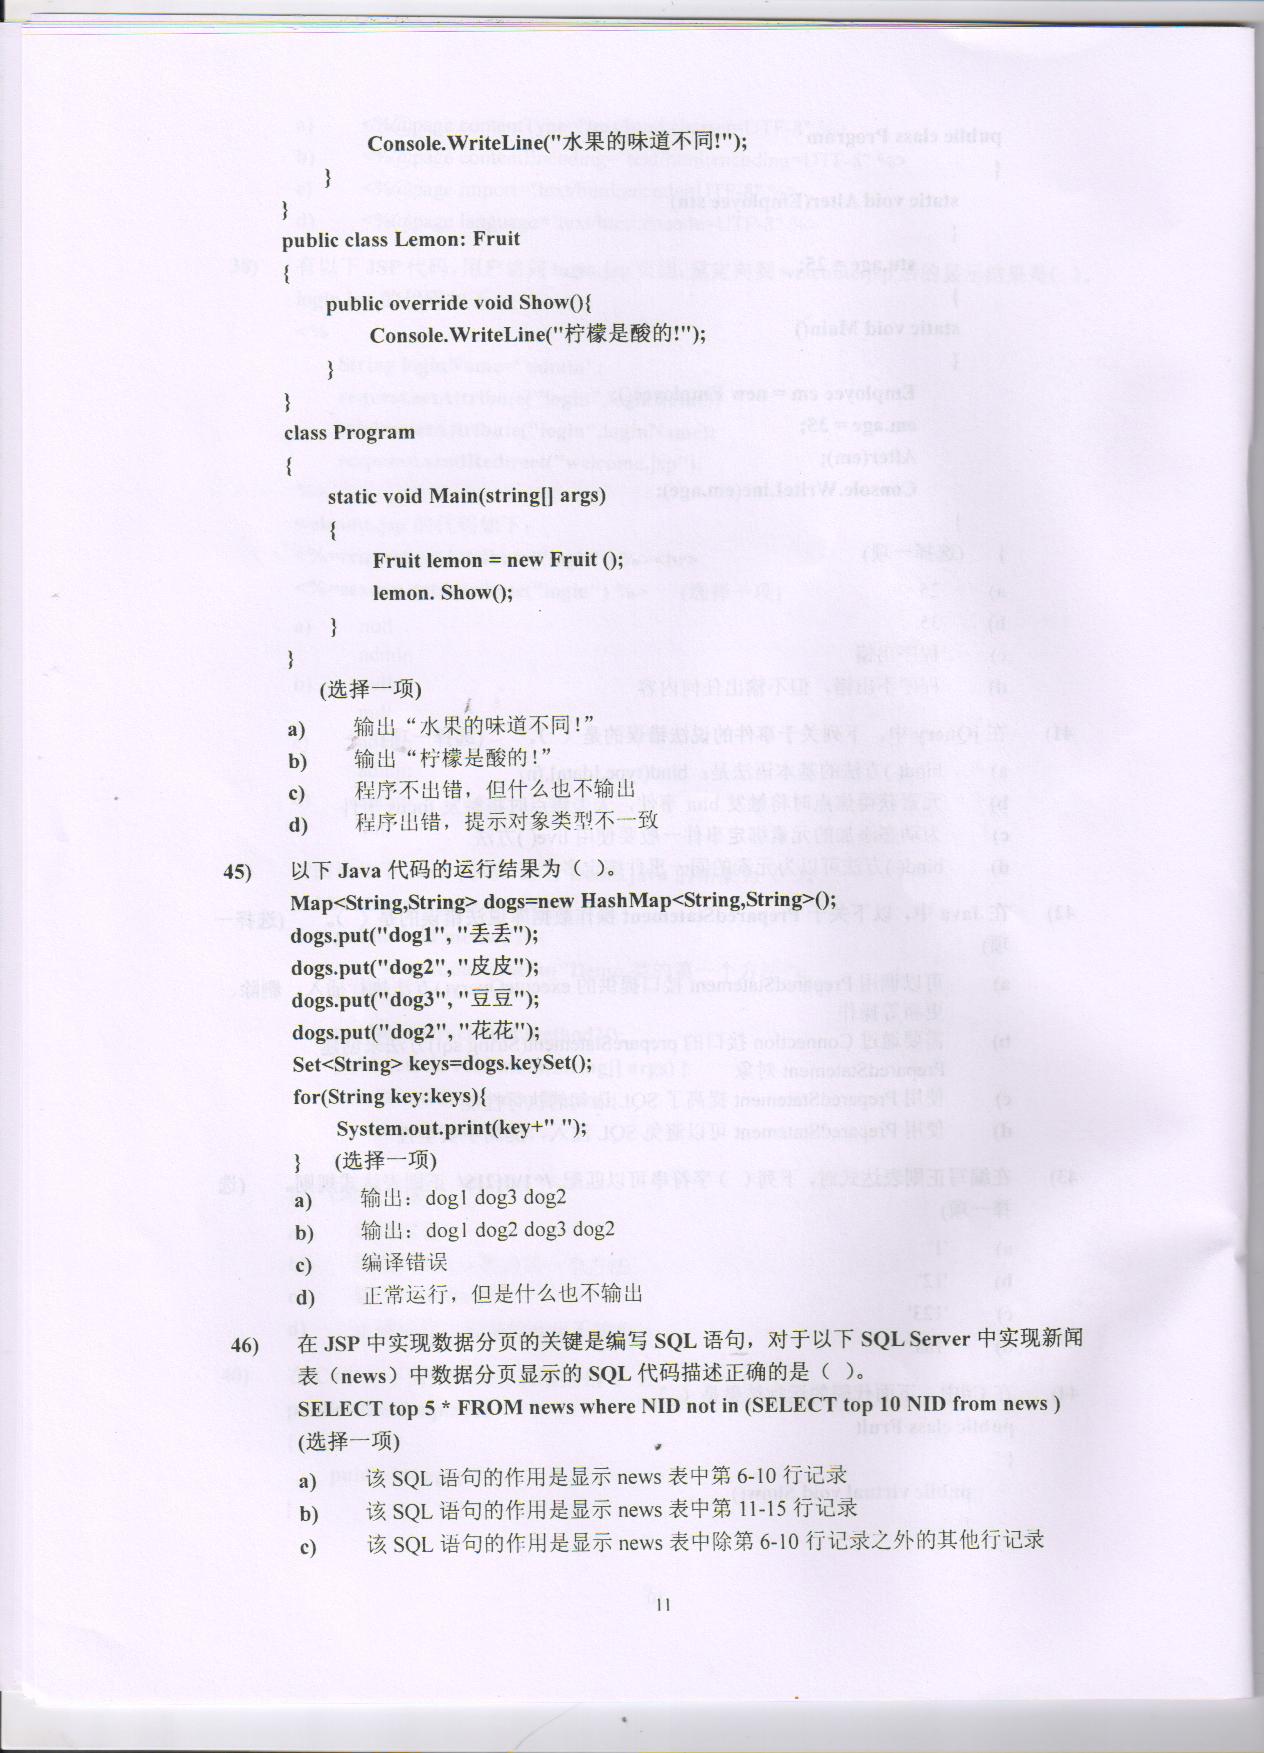 Console.WriteLine("水果的味道不同!");
}
}
public class Lemon: Fruit
{
public override void Show(){
Console.WriteLine("柠檬是酸的!");
}
}
class Program
{
static void Main(string[] args)
{
Fruit lemon = new Fruit ();
lemon. Show();
}
}
(选择一项)
a) 输出“水果的味道不同!”
b) 输出“柠檬是酸的!”
c) 程序不出错，但什么也不输出
d) 程序出错，提示对象类型不一致
45) 以下 Java 代码的运行结果为（ ）。
Map<String,String> dogs=new HashMap<String,String>();
dogs.put("dog1", "丢丢");
dogs.put("dog2", "皮皮");
dogs.put("dog3", "豆豆");
dogs.put("dog2", "花花");
Set<String> keys=dogs.keySet();
for(String key:keys){
System.out.print(key+" ");
} (选择一项)
a) 输出：dog1 dog3 dog2
b) 输出：dog1 dog2 dog3 dog2
c) 编译错误
d) 正常运行，但是什么也不输出
46) 在 JSP 中实现数据分页的关键是编写 SQL 语句，对于以下 SQL Server 中实现新闻
表（news）中数据分页显示的 SQL 代码描述正确的是（ ）。
SELECT top 5 * FROM news where NID not in (SELECT top 10 NID from news )
(选择一项)
a) 该 SQL 语句的作用是显示 news 表中第 6-10 行记录
b) 该 SQL 语句的作用是显示 news 表中第 11-15 行记录
c) 该 SQL 语句的作用是显示 news 表中除第 6-10 行记录之外的其他行记录
11